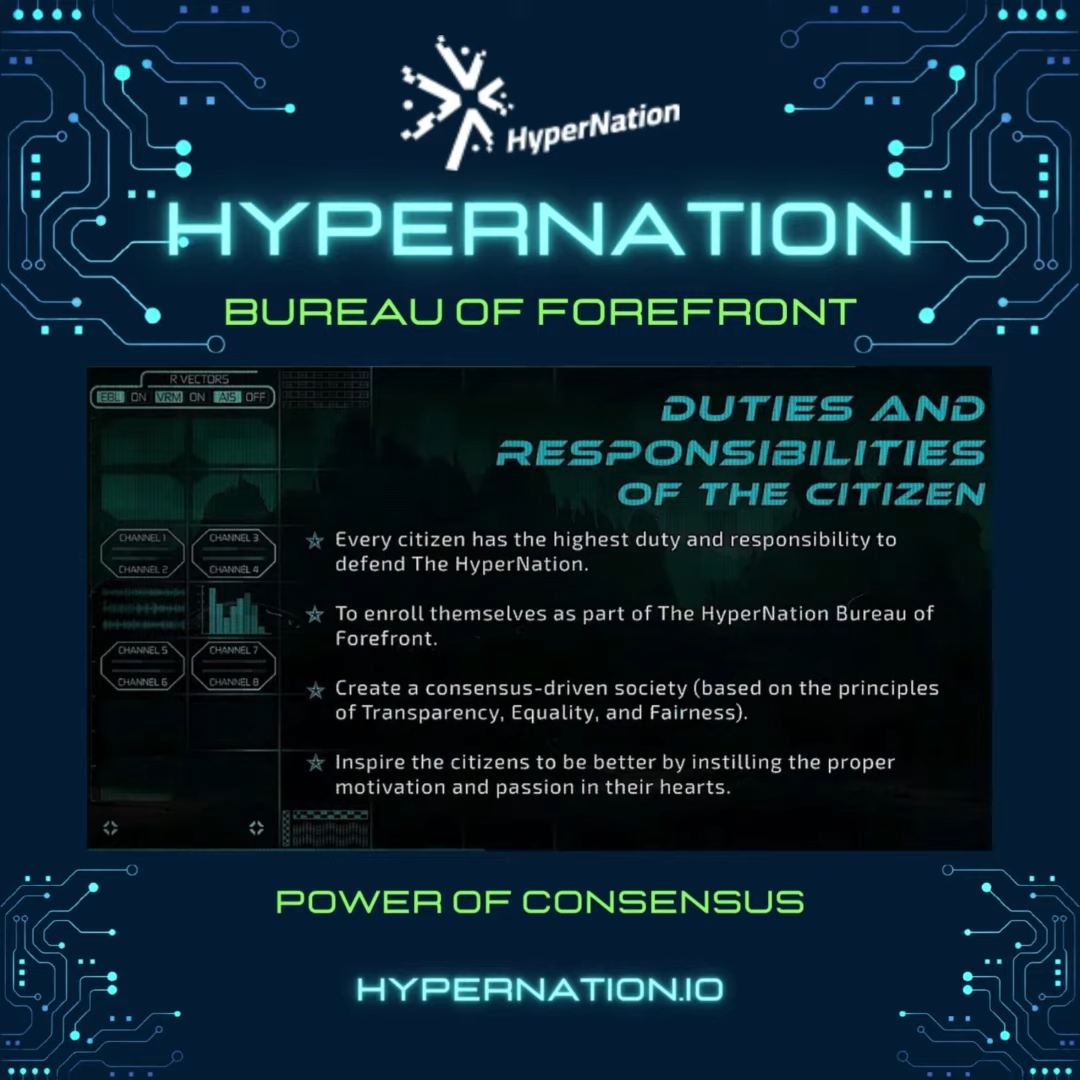 HyperNation
HYPERNATION
BUREAU OF FOREFRONT
R VECTORS
EBL ON VRM ON AIS OFF
DUTIES AND
RESPONSIBILITIES
OF THE CITIZEN
CHANNEL 1
CHANNEL 2
CHANNEL 3
CHANNEL 4
CHANNEL 5
CHANNEL 6
CHANNEL 7
CHANNEL 8
Every citizen has the highest duty and responsibility to
defend The HyperNation.
To enroll themselves as part of The HyperNation Bureau of
Forefront.
Create a consensus-driven society (based on the principles
of Transparency, Equality, and Fairness).
Inspire the citizens to be better by instilling the proper
motivation and passion in their hearts.
POWER OF CONSENSUS
HYPERNATION.IO